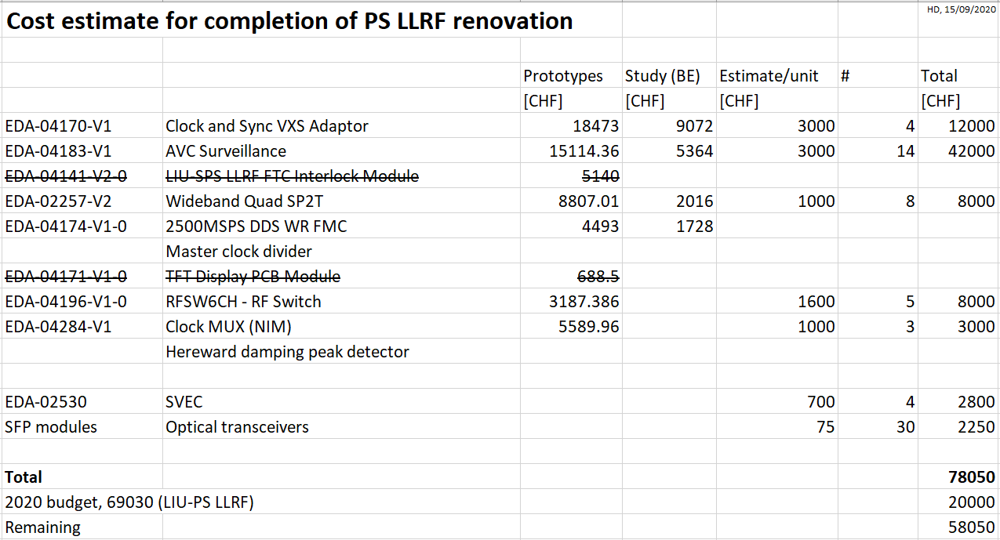 Cost estimate for completion of PS LLRF renovation HD, 15/09/2020
Prototypes Study (BE) Estimate/unit # Total
[CHF] [CHF] [CHF] [CHF]
EDA-04170-V1 Clock and Sync VXS Adaptor 18473 9072 3000 4 12000
EDA-04183-V1 AVC Surveillance 15114.36 5364 3000 14 42000
EDA-04141-V2-0 LIU-SPS LLRF FTC Interlock Module 5140
EDA-02257-V2 Wideband Quad SP2T 8807.01 2016 1000 8 8000
EDA-04174-V1-0 2500MSPS DDS WR FMC 4493 1728
Master clock divider
EDA-04171-V1-0 TFT Display PCB Module 688.5
EDA-04196-V1-0 RFSW6CH - RF Switch 3187.386 1600 5 8000
EDA-04284-V1 Clock MUX (NIM) 5589.96 1000 3 3000
Hereward damping peak detector
EDA-02530 SVEC 700 4 2800
SFP modules Optical transceivers 75 30 2250
Total 78050
2020 budget, 69030 (LIU-PS LLRF) 20000
Remaining 58050